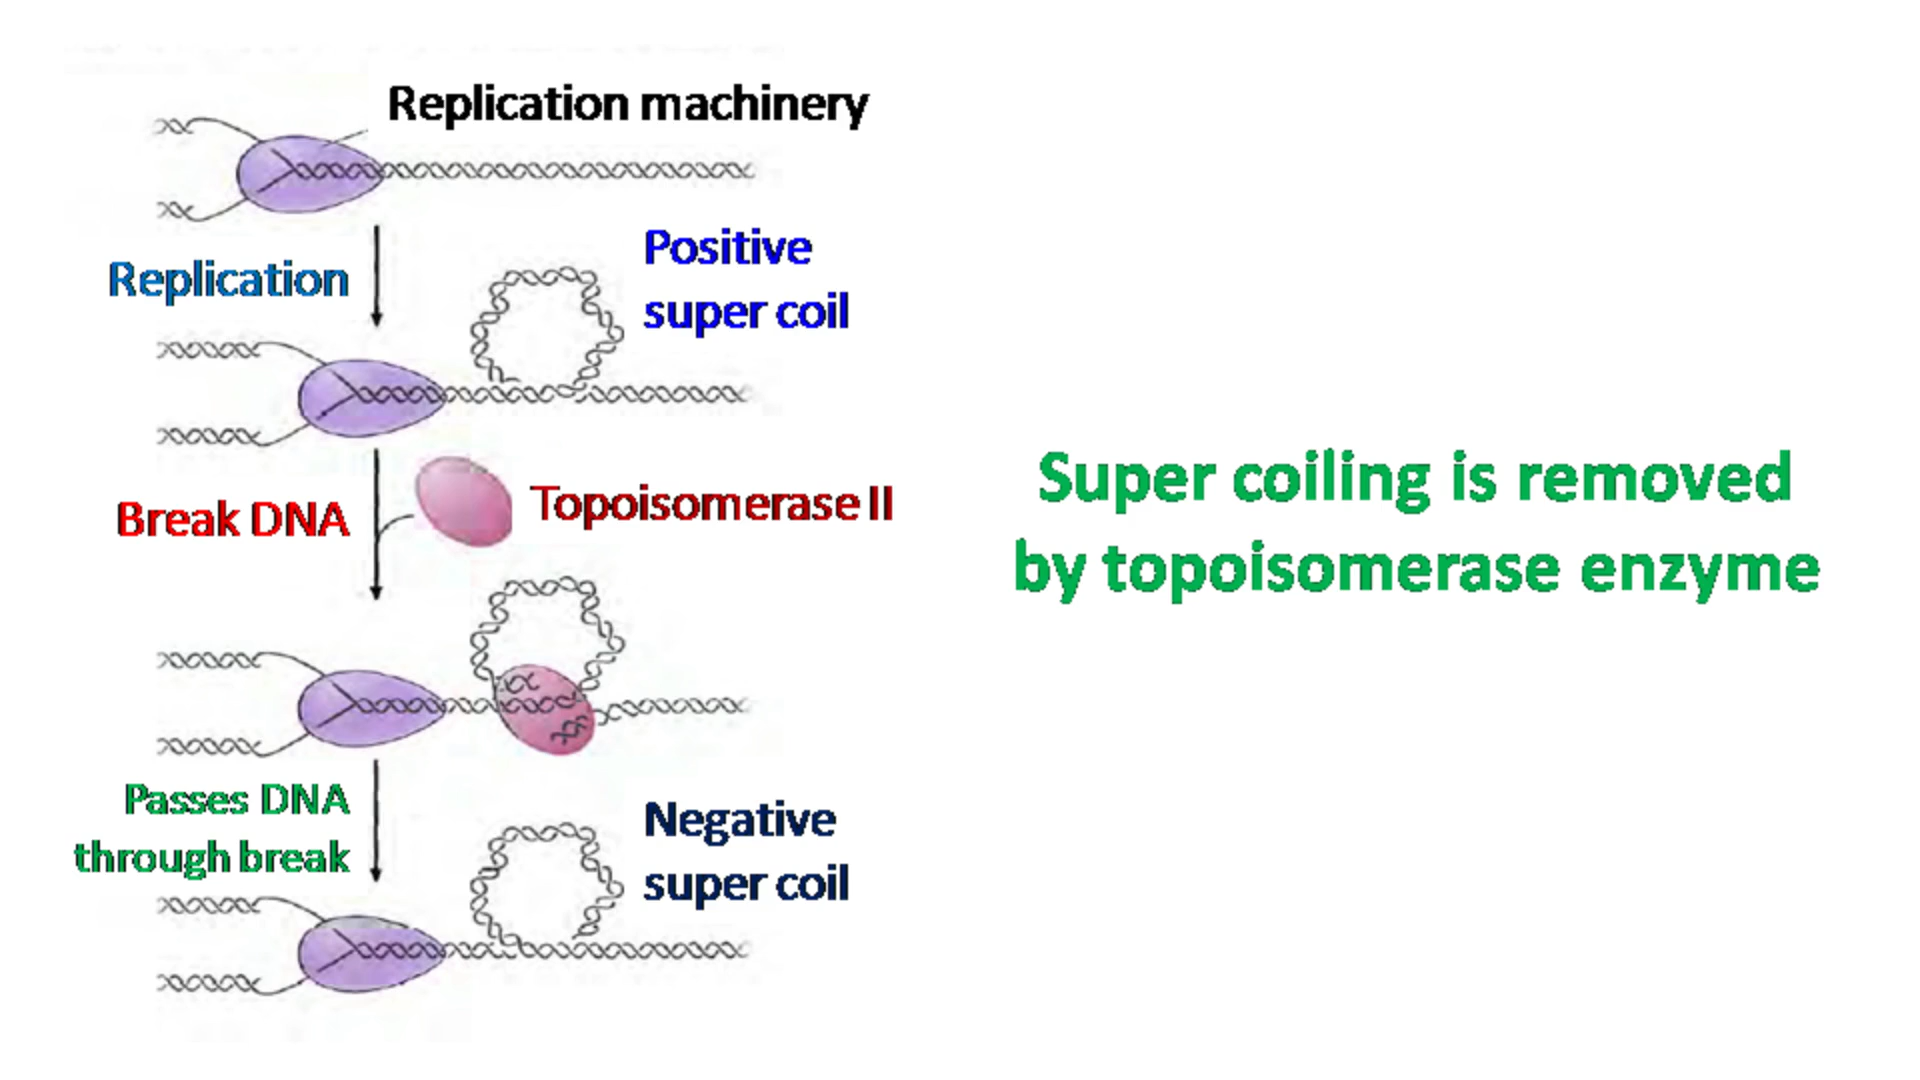 Replication machinery
Replication
Positive
super coil
Break DNA
Topoisomerase II
Super coiling is removed
by topoisomerase enzyme
Passes DNA
through break
Negative
super coil